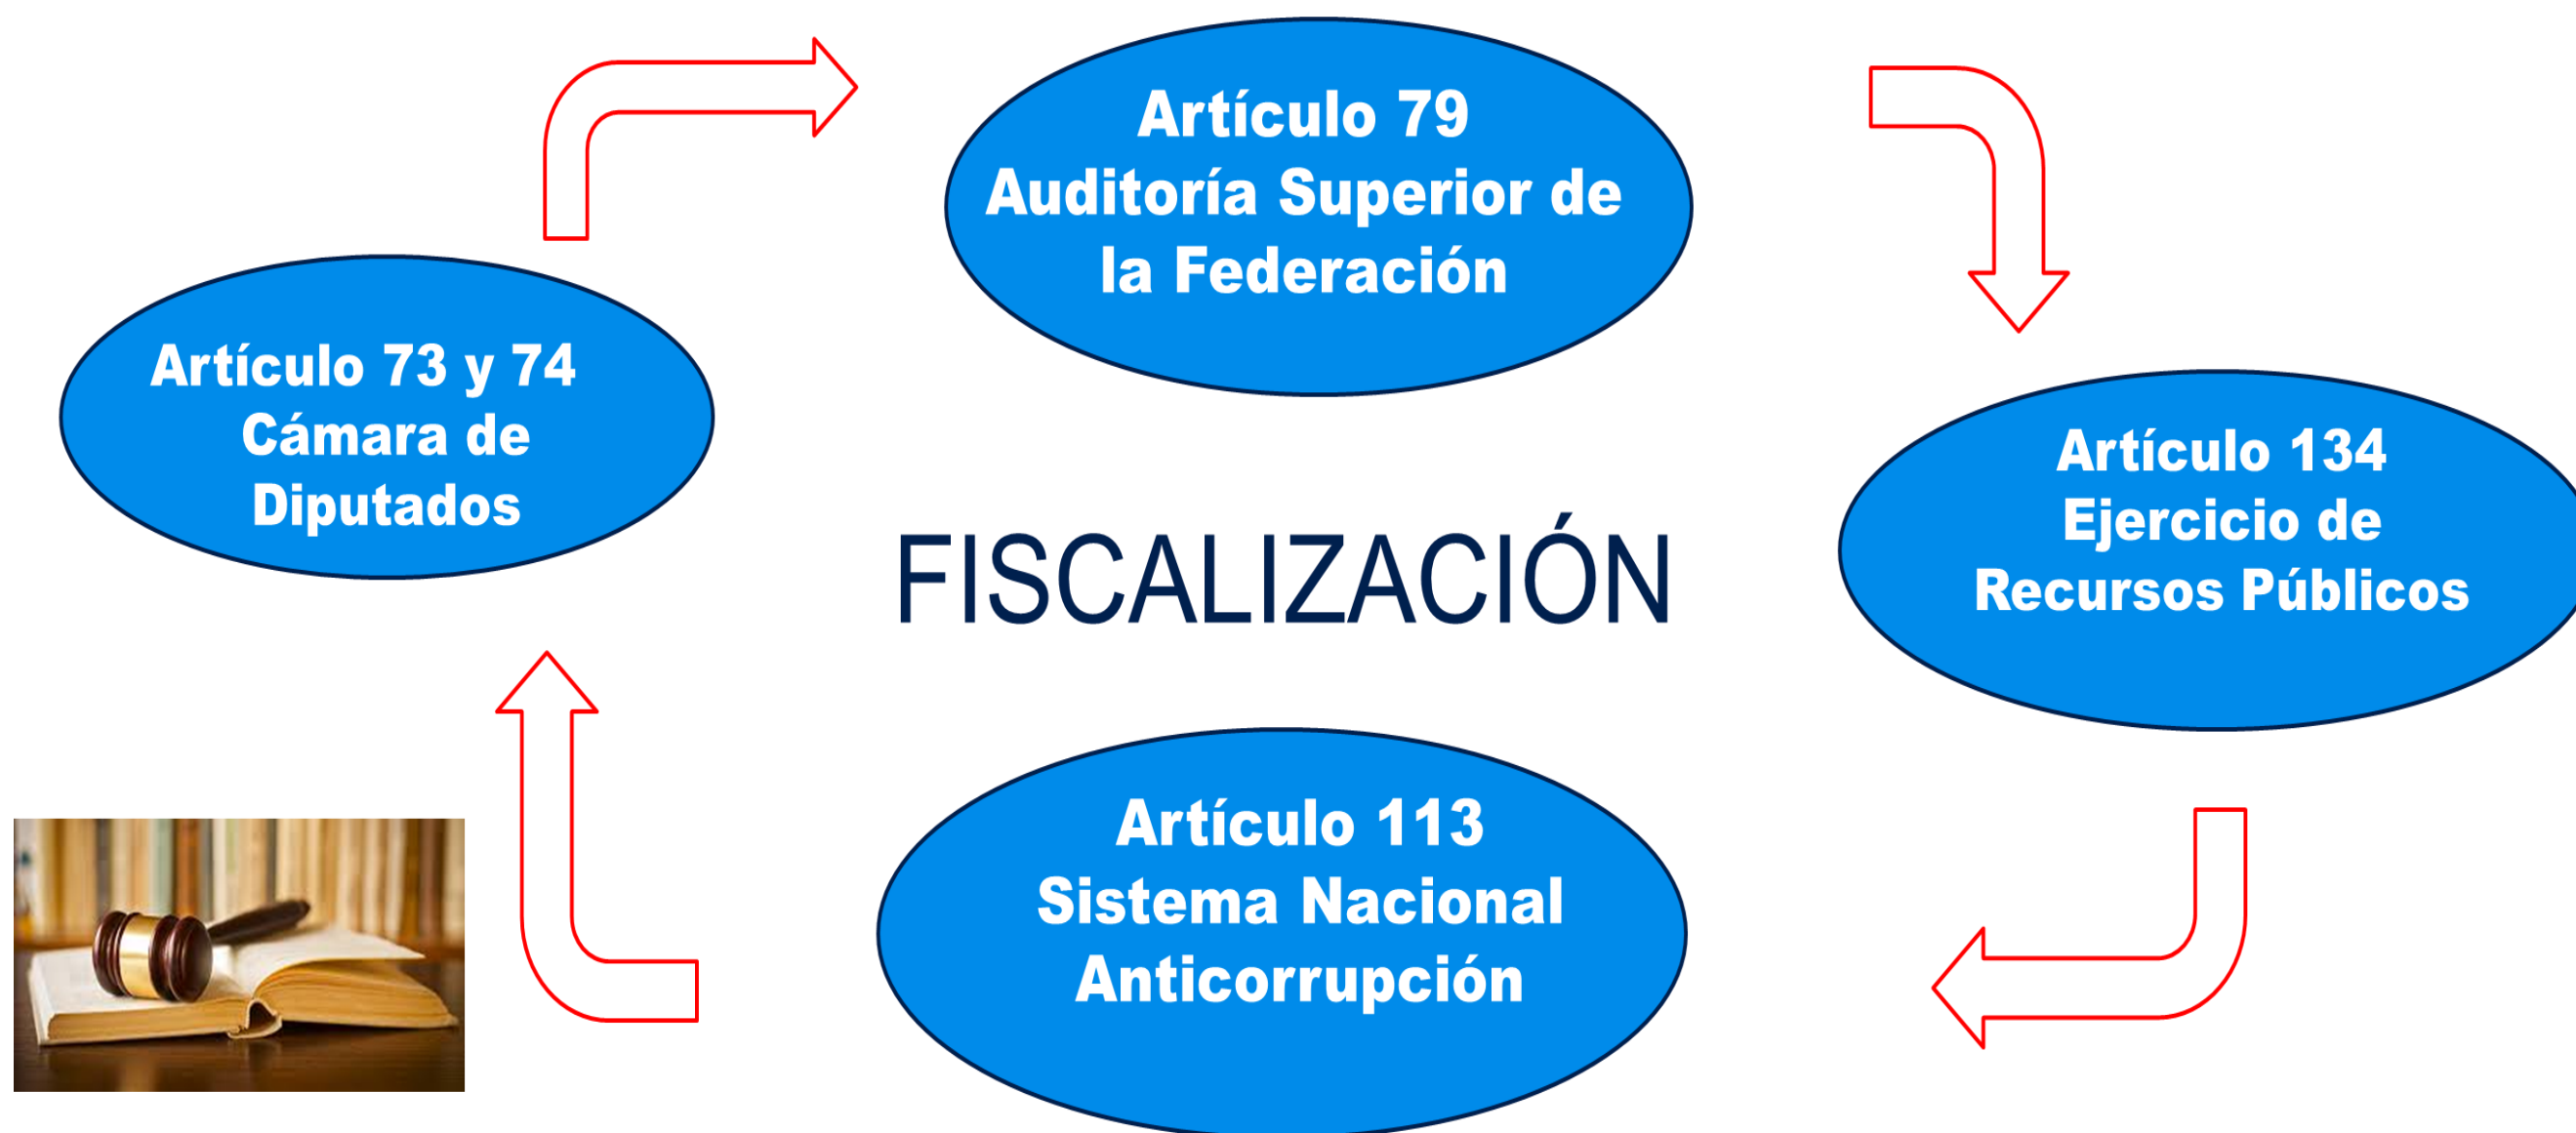 Artículo 79
Auditoría Superior de
la Federación
Artículo 73 y 74
Cámara de
Diputados
Artículo 134
Ejercicio de
Recursos Públicos
FISCALIZACIÓN
Artículo 113
Sistema Nacional
Anticorrupción